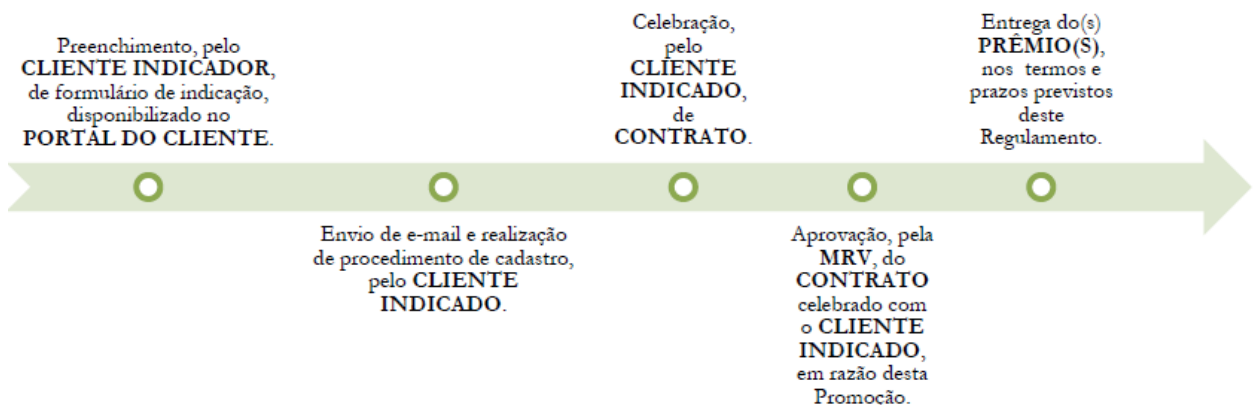 Preenchimento, pelo
CLIENTE INDICADOR,
de formulário de indicação,
disponibilizado no
PORTAL DO CLIENTE.
Envio de e-mail e realização
de procedimento de cadastro,
pelo CLIENTE
INDICADO.
Celebração,
pelo
CLIENTE
INDICADO,
de
CONTRATO.
Aprovação, pela
MRV, do
CONTRATO
celebrado com
o CLIENTE
INDICADO,
em razão desta
Promoção.
Entrega do(s)
PRÊMIO(S),
nos termos e
prazos previstos
deste
Regulamento.